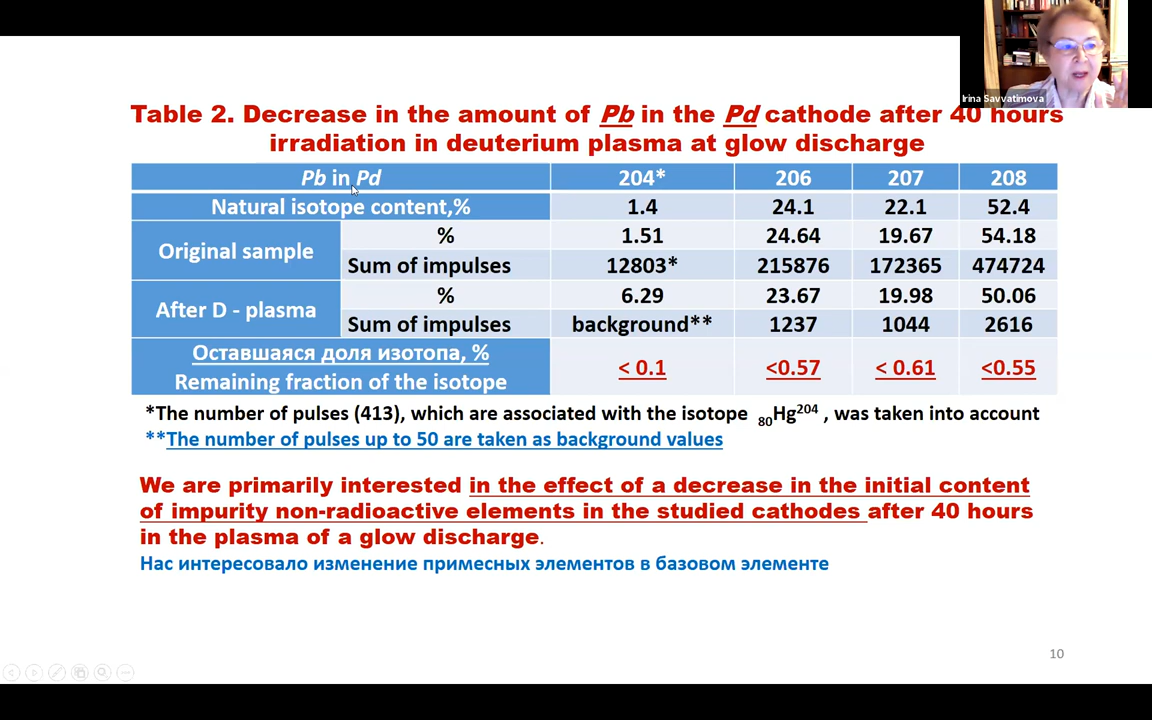 Irina Savvatimova
Table 2. Decrease in the amount of Pb in the Pd cathode after 40 hours
irradiation in deuterium plasma at glow discharge
Pb in Pd 204* 206 207 208
Natural isotope content,% 1.4 24.1 22.1 52.4
Original sample % 1.51 24.64 19.67 54.18
Sum of impulses 12803* 215876 172365 474724
After D - plasma % 6.29 23.67 19.98 50.06
Sum of impulses background** 1237 1044 2616
Оставшаяся доля изотопа, %
Remaining fraction of the isotope < 0.1 <0.57 < 0.61 <0.55
*The number of pulses (413), which are associated with the isotope 80Hg204 , was taken into account
**The number of pulses up to 50 are taken as background values
We are primarily interested in the effect of a decrease in the initial content
of impurity non-radioactive elements in the studied cathodes after 40 hours
in the plasma of a glow discharge.
Нас интересовало изменение примесных элементов в базовом элементе
10